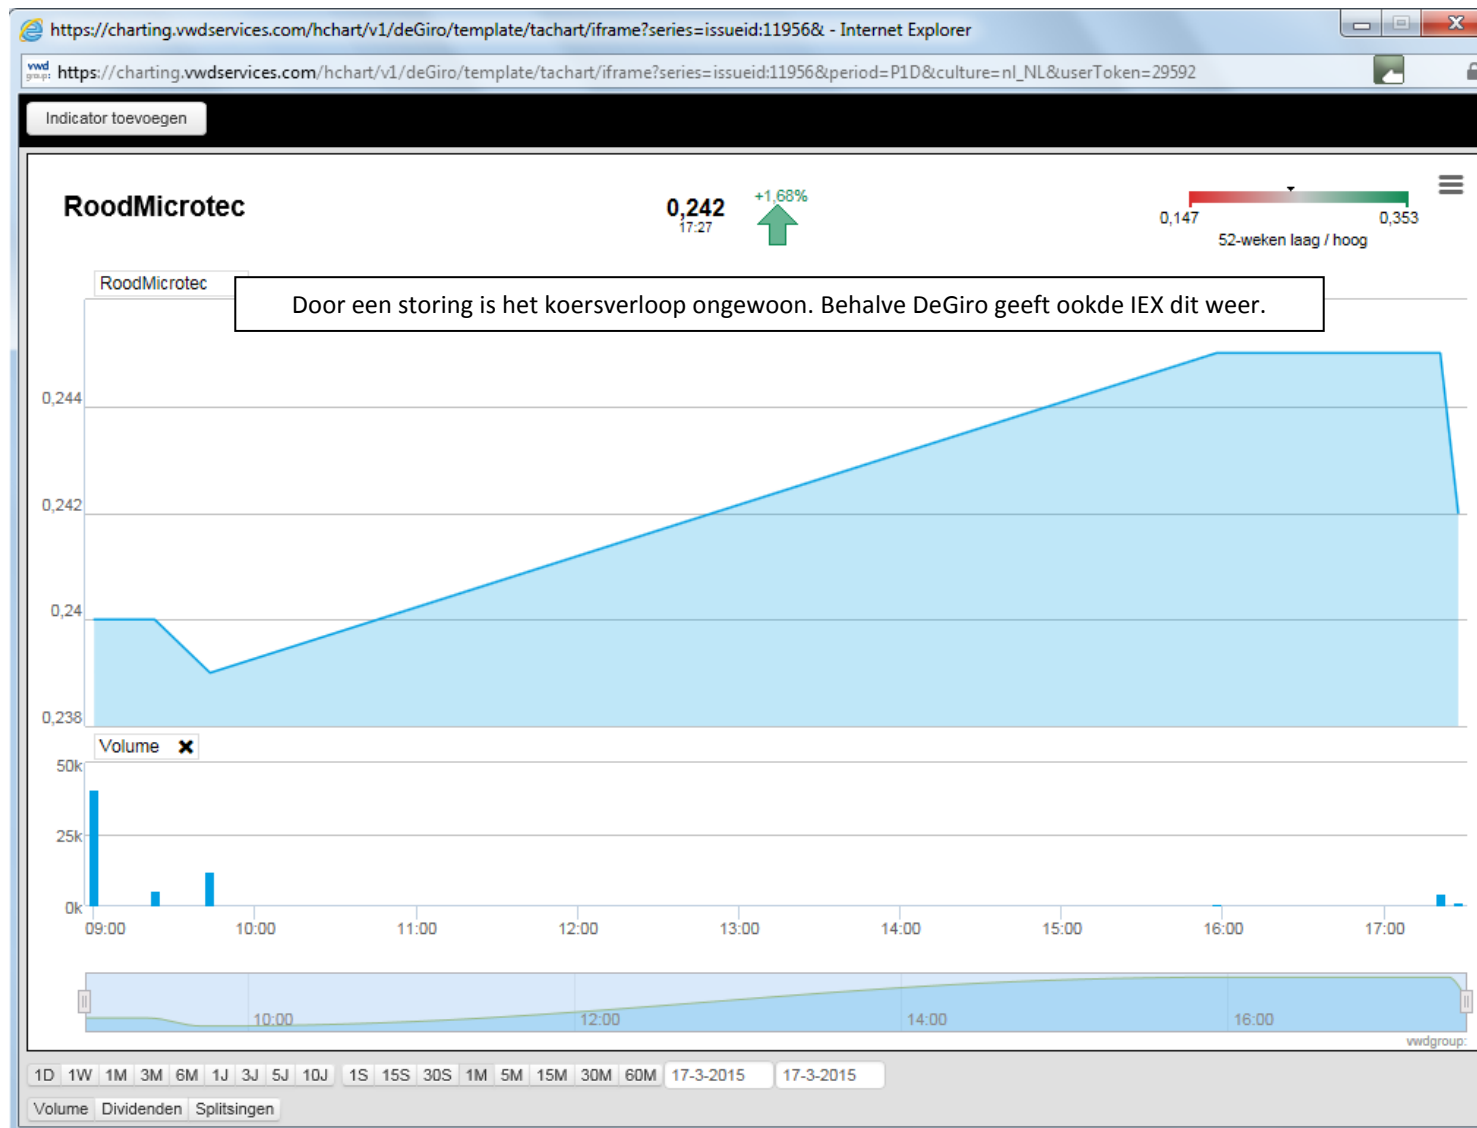 https://charting.vwdservices.com/hchart/v1/deGiro/template/tachart/iframe?series=issueid:11956& - Internet Explorer
vwd group: https://charting.vwdservices.com/hchart/v1/deGiro/template/tachart/iframe?series=issueid:11956&period=P1D&culture=nl_NL&userToken=29592
Indicator toevoegen
RoodMicrotec
0,242
17:27
+1,68%
0,147 0,353
52-weken laag / hoog
RoodMicrotec
Door een storing is het koersverloop ongewoon. Behalve DeGiro geeft ookde IEX dit weer.
0,244
0,242
0,24
0,238
Volume
50k
25k
0k
09:00 10:00 11:00 12:00 13:00 14:00 15:00 16:00 17:00
10:00 12:00 14:00 16:00
vwdgroup:
1D 1W 1M 3M 6M 1J 3J 5J 10J 1S 15S 30S 1M 5M 15M 30M 60M 17-3-2015 17-3-2015
Volume Dividenden Splitsingen